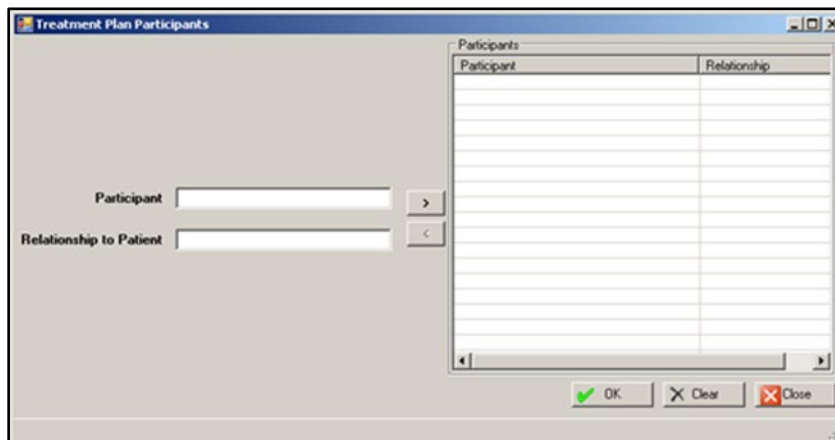 Treatment Plan Participants
Participants
Participant Relationship
Participant >
Relationship to Patient <
OK Clear Close